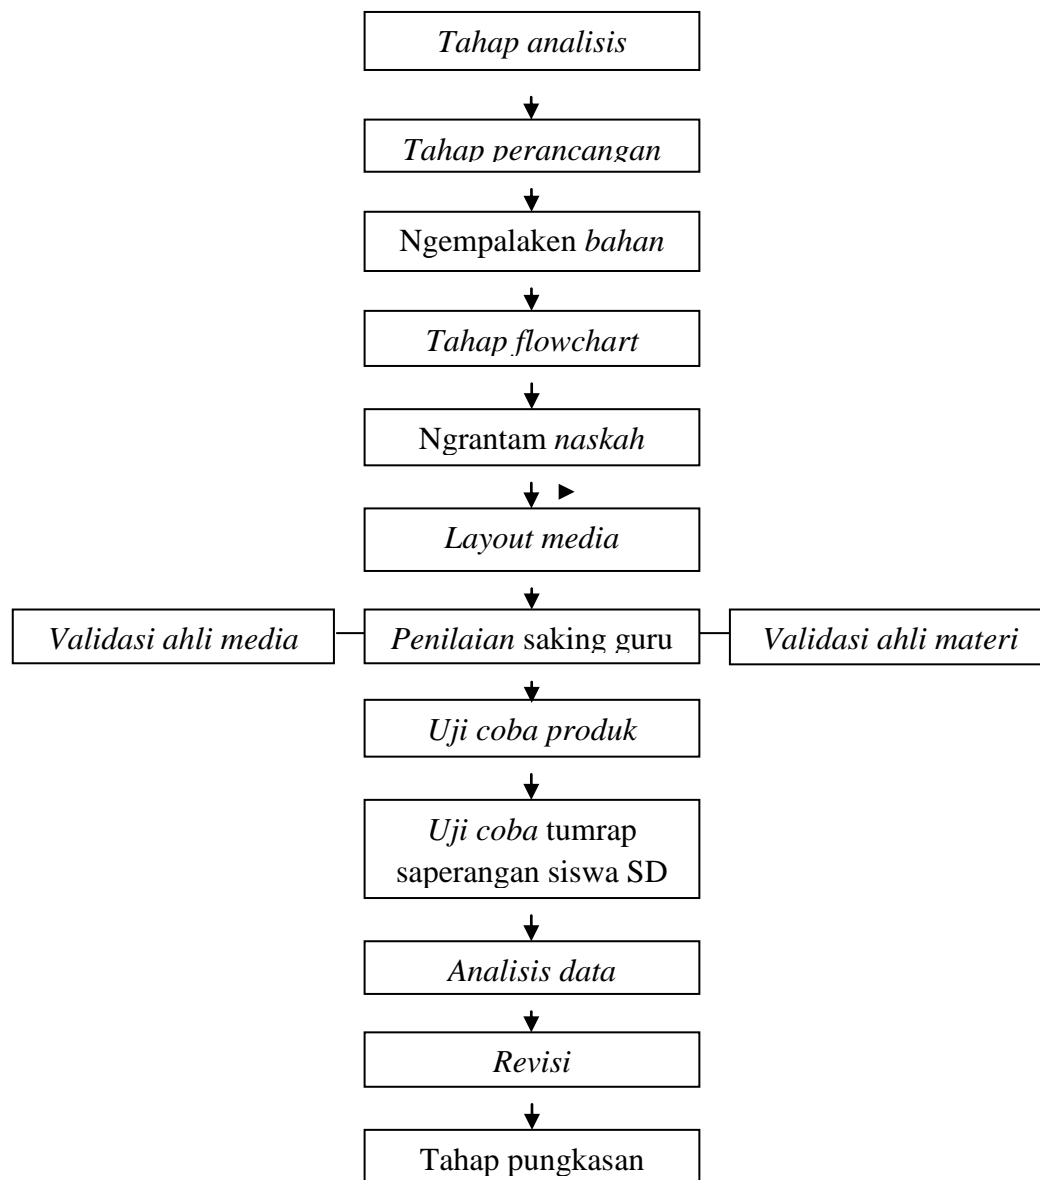 Tahap analisis
Tahap perancangan
Ngempalaken bahan
Tahap flowchart
Ngrantam naskah
Layout media
Validasi ahli media
Penilaian saking guru
Validasi ahli materi
Uji coba produk
Uji coba tumrap
saperangan siswa SD
Analisis data
Revisi
Tahap pungkasan